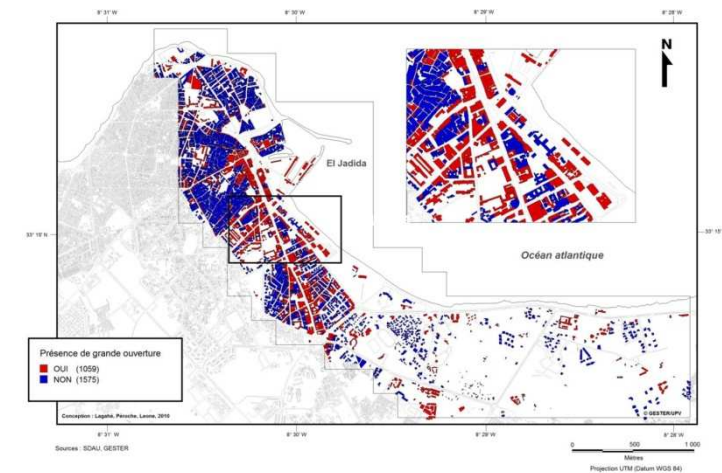 8° 31' W 8° 30' W 8° 29' W 8° 28' W
N
El Jadida
33° 15' N
33° 15'
Océan atlantique
Présence de grande ouverture
OUI (1059)
NON (1575)
Conception : Lagahé, Péroche, Leone, 2010
© GESTER/UPV
8° 31' W 8° 30' W 8° 29' W 8° 28' W
Sources : SDAU, GESTER
0 500 1 000
Mètres
Projection UTM (Datum WGS 84)